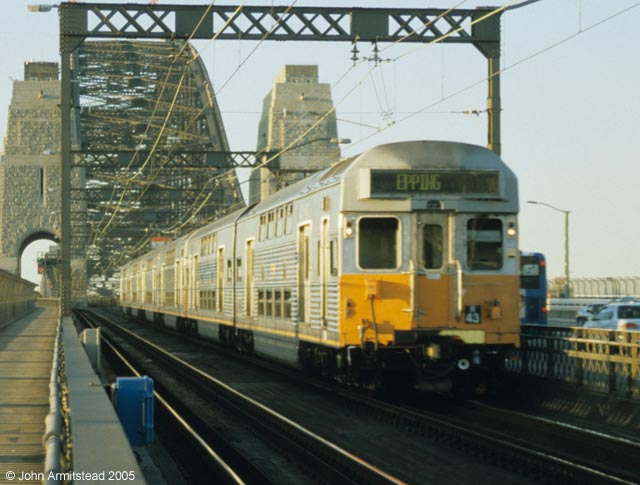 EPPING
43
© John Armitstead 2005